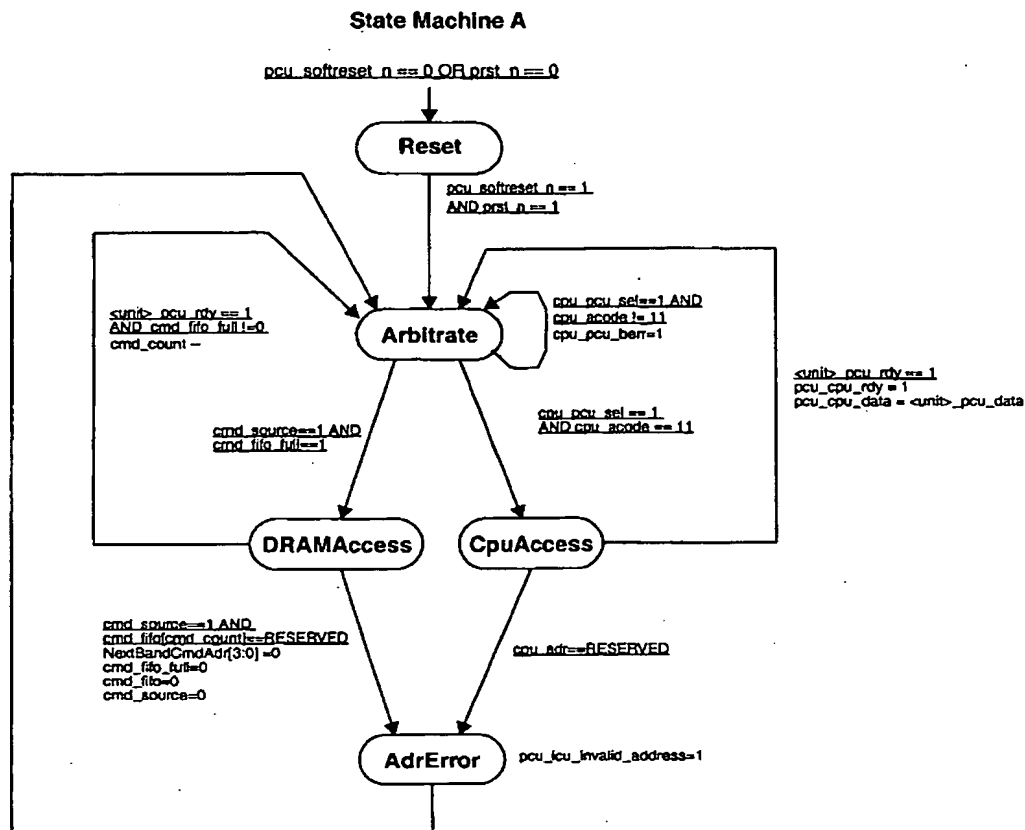 State Machine A
pcu_softreset_n == 0 OR prst_n == 0
Reset
pcu_softreset_n == 1
AND prst_n == 1
<unit>_pcu_rdy == 1
AND cmd_fifo_full !=0
cmd_count --
Arbitrate
cpu_pcu_sel==1 AND
cpu_acode != 11
cpu_pcu_berr=1
<unit>_pcu_rdy == 1
pcu_cpu_rdy = 1
pcu_cpu_data = <unit>_pcu_data
cmd_source==1 AND
cmd_fifo_full==1
cpu_pcu_sel == 1
AND cpu_acode == 11
DRAMAccess
CpuAccess
cmd_source==1 AND
cmd_fifo[cmd_count]==RESERVED
NextBandCmdAdr[3:0] =0
cmd_fifo_full=0
cmd_fifo=0
cmd_source=0
cpu_adr==RESERVED
AdrError
pcu_icu_invalid_address=1